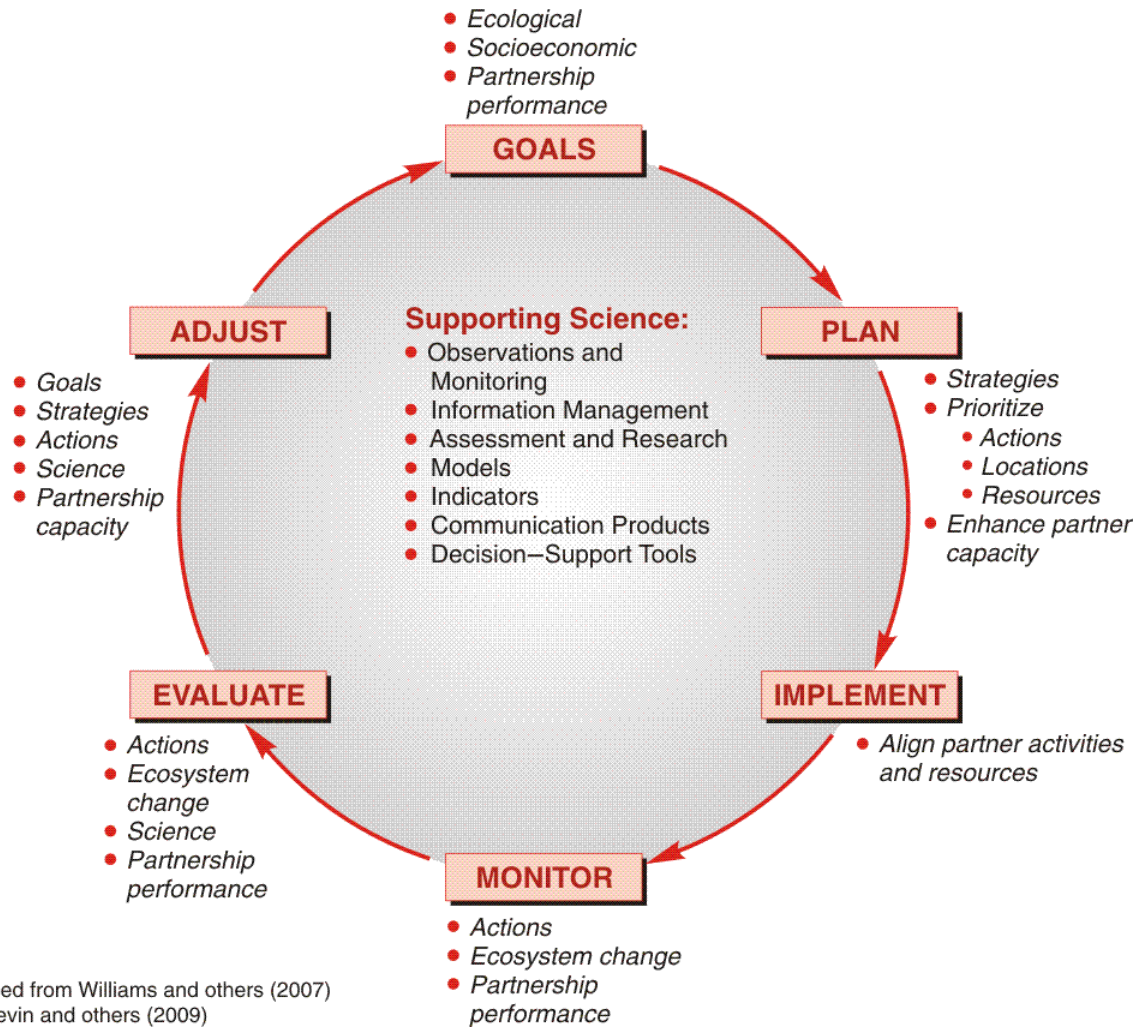 • Ecological
• Socioeconomic
• Partnership
performance
GOALS
PLAN
• Strategies
• Prioritize
• Actions
• Locations
• Resources
• Enhance partner
capacity
IMPLEMENT
• Align partner activities
and resources
MONITOR
• Actions
• Ecosystem change
• Partnership
performance
EVALUATE
• Actions
• Ecosystem
change
• Science
• Partnership
performance
ADJUST
• Goals
• Strategies
• Actions
• Science
• Partnership
capacity
Supporting Science:
• Observations and
Monitoring
• Information Management
• Assessment and Research
• Models
• Indicators
• Communication Products
• Decision—Support Tools
from Williams and others (2007)
and others (2009)